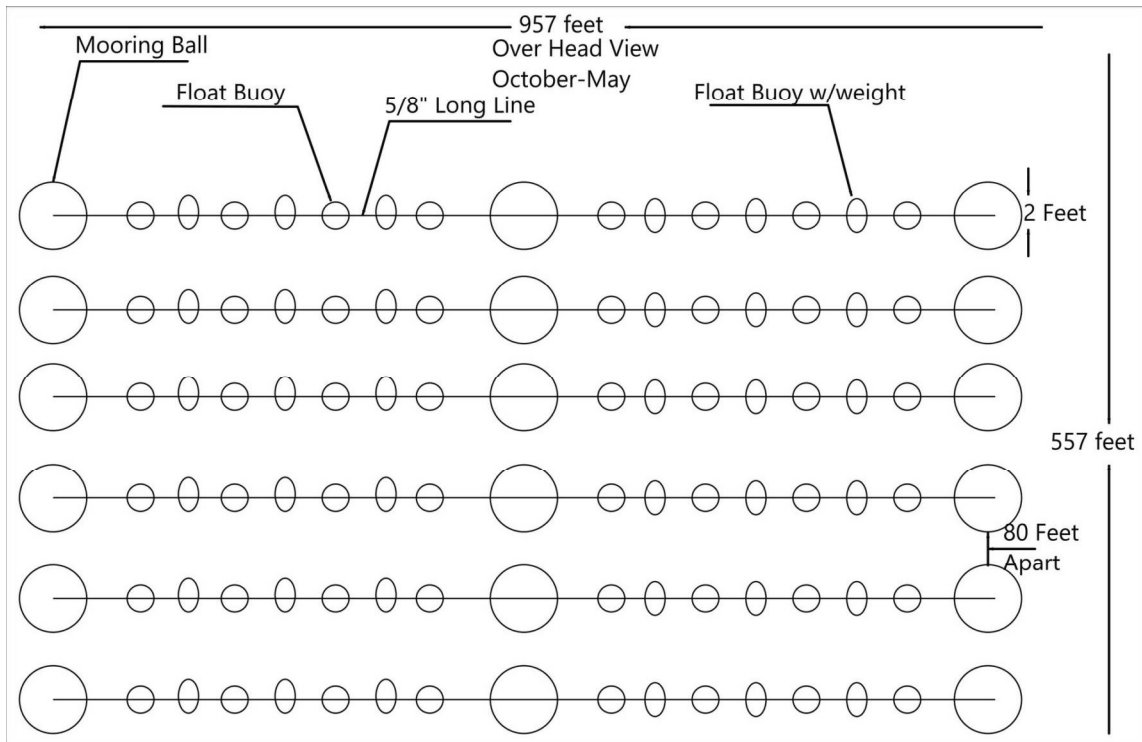 957 feet
Over Head View
October-May
Mooring Ball
Float Buoy
5/8" Long Line
Float Buoy w/weight
2 Feet
557 feet
80 Feet
Apart